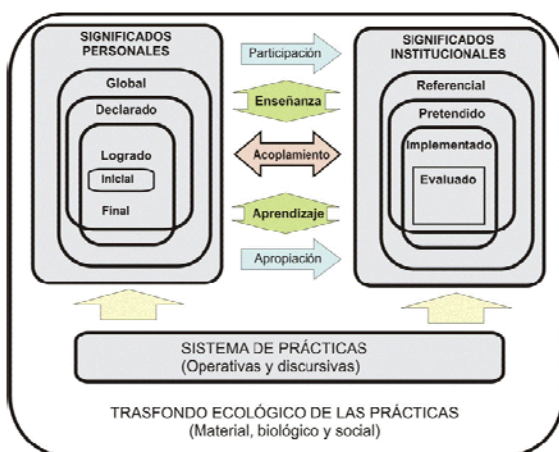 SIGNIFICADOS
PERSONALES
Global
Declarado
Logrado
Inicial
Final
Participación
Enseñanza
Acoplamiento
Aprendizaje
Apropiación
SIGNIFICADOS
INSTITUCIONALES
Referencial
Pretendido
Implementado
Evaluado
SISTEMA DE PRÁCTICAS
(Operativas y discursivas)
TRASFONDO ECOLÓGICO DE LAS PRÁCTICAS
(Material, biológico y social)